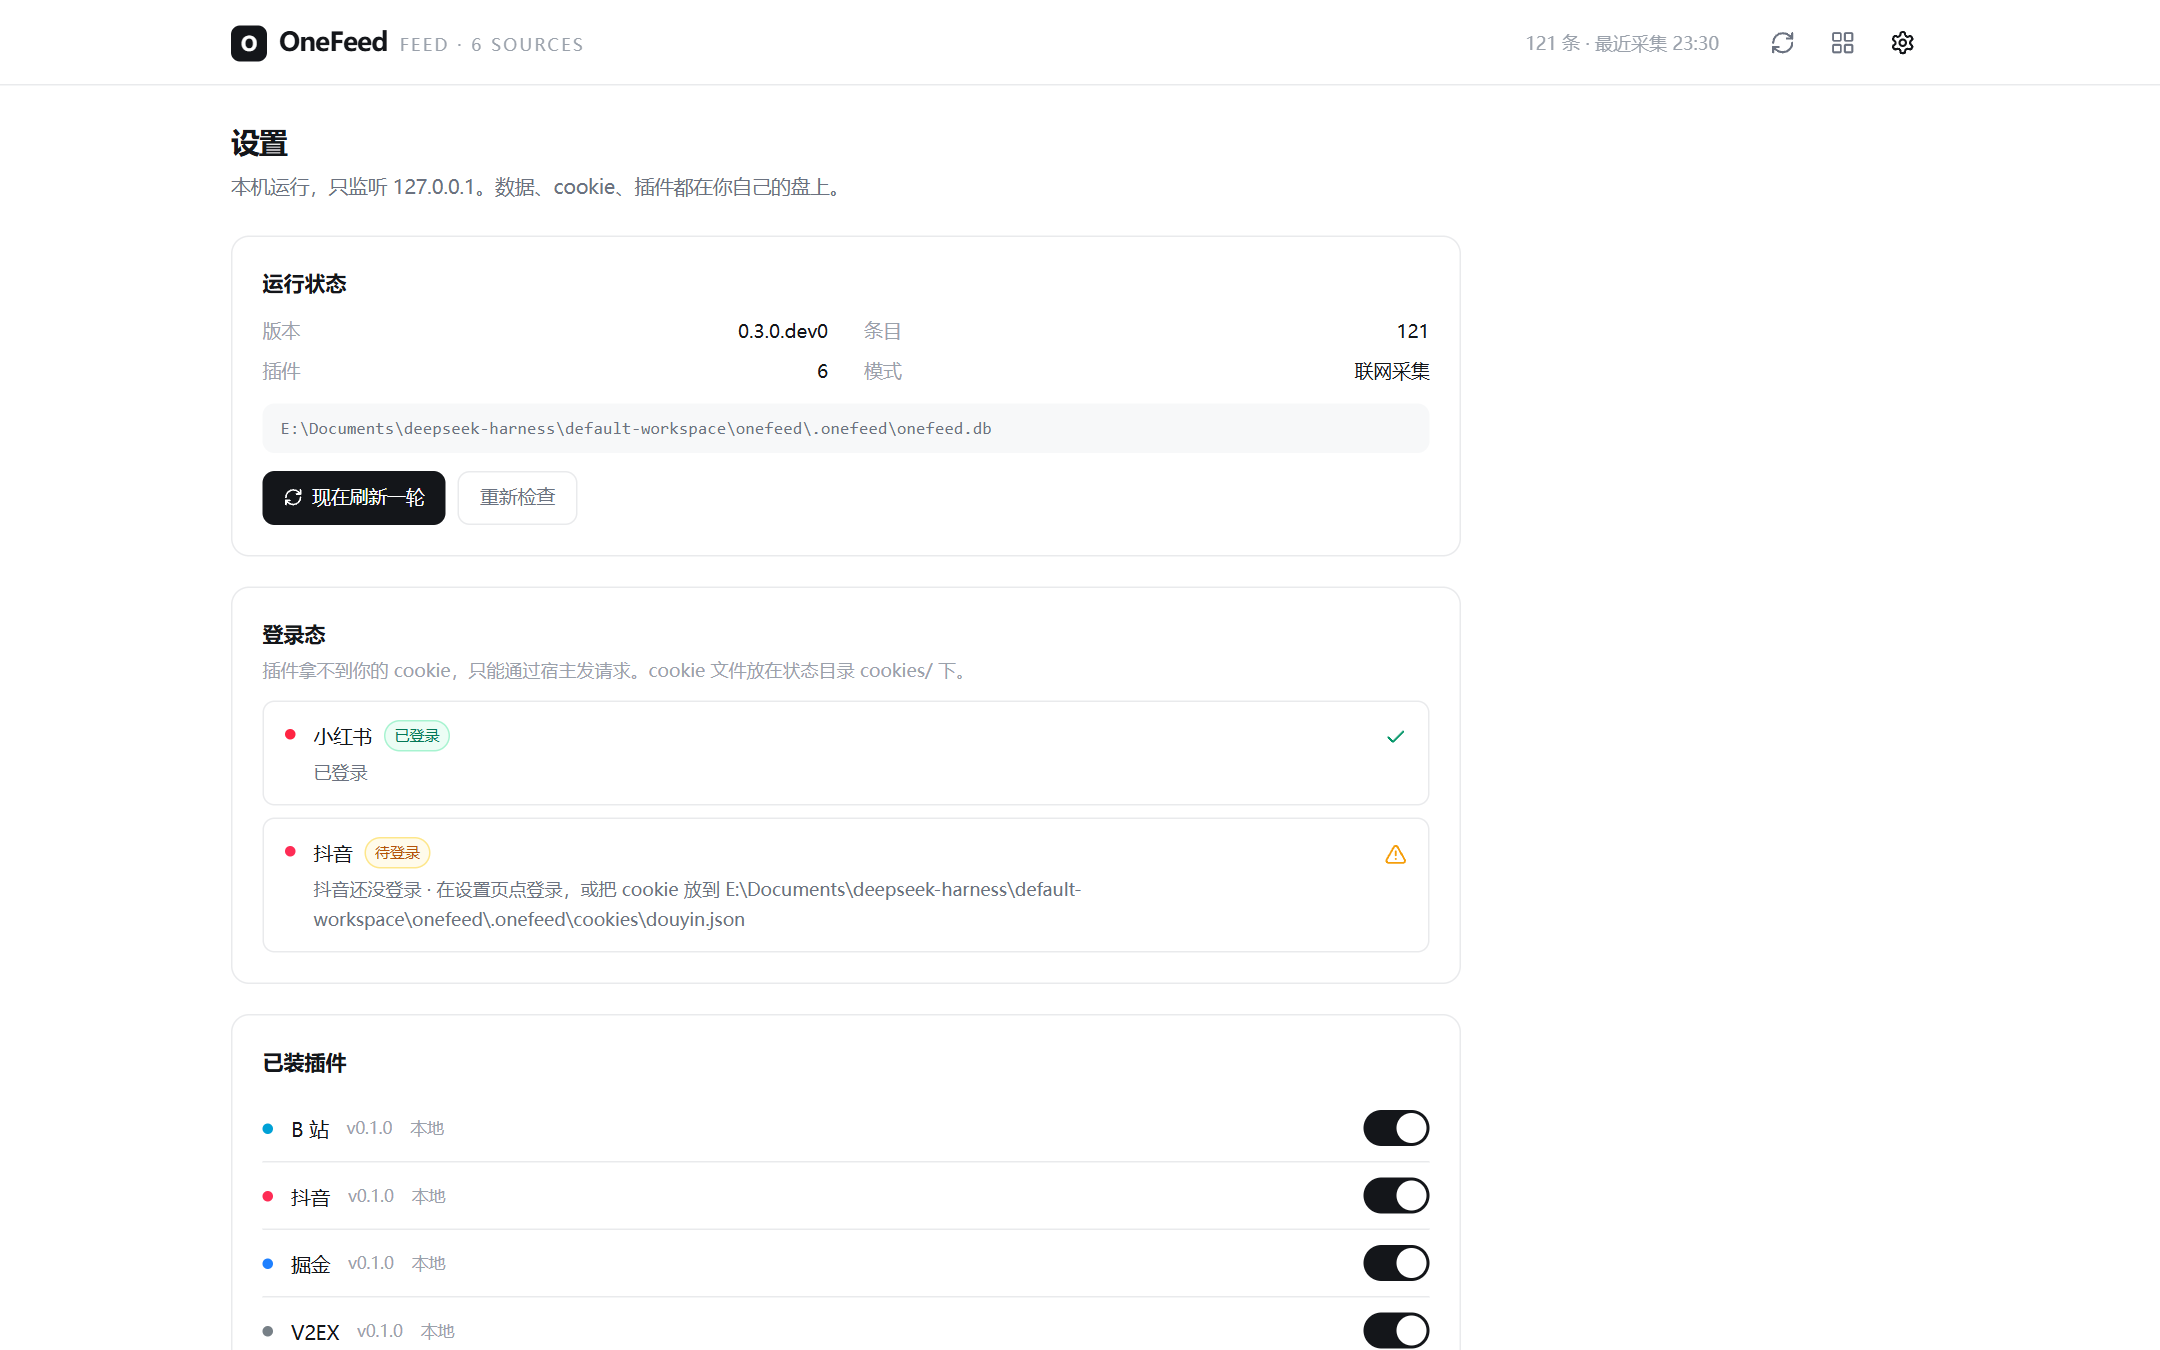 O OneFeed FEED · 6 SOURCES 121 条 · 最近采集 23:30
设置
本机运行，只监听 127.0.0.1。数据、cookie、插件都在你自己的盘上。
运行状态
版本 0.3.0.dev0 条目 121
插件 6 模式 联网采集
E:\Documents\deepseek-harness\default-workspace\onefeed\.onefeed\onefeed.db
现在刷新一轮 重新检查
登录态
插件拿不到你的 cookie，只能通过宿主发请求。cookie 文件放在状态目录 cookies/ 下。
小红书 已登录
已登录
抖音 待登录
抖音还没登录 · 在设置页点登录，或把 cookie 放到 E:\Documents\deepseek-harness\default-
workspace\onefeed\.onefeed\cookies\douyin.json
已装插件
B 站 v0.1.0 本地
抖音 v0.1.0 本地
掘金 v0.1.0 本地
V2EX v0.1.0 本地